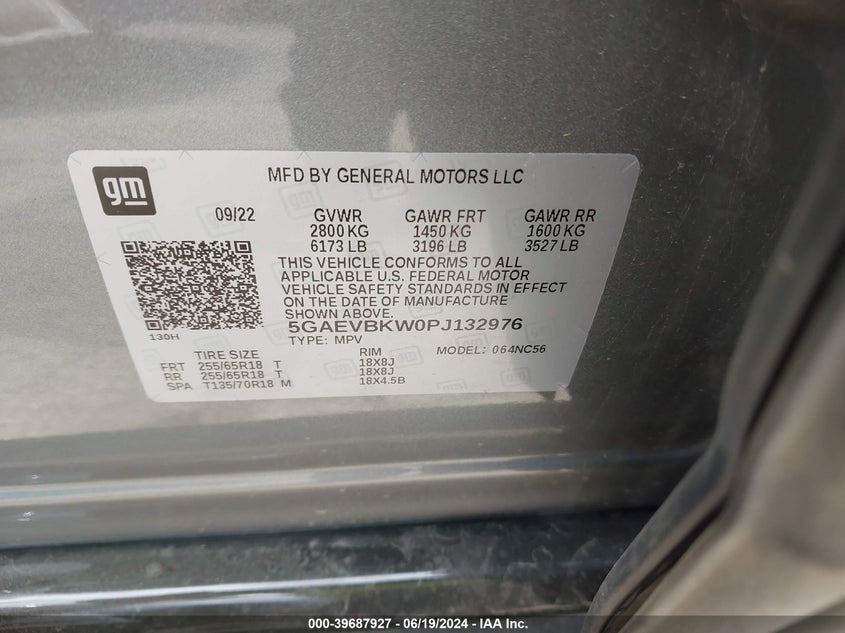 gm
MFD BY GENERAL MOTORS LLC
09/22 GVWR GAWR FRT GAWR RR
2800 KG 1450 KG 1600 KG
6173 LB 3196 LB 3527 LB
THIS VEHICLE CONFORMS TO ALL
APPLICABLE U.S. FEDERAL MOTOR
VEHICLE SAFETY STANDARDS IN EFFECT
ON THE DATE OF MANUFACTURE
SHOWN ABOVE.
5GAEVBKW0PJ132976
130H
TYPE: MPV
TIRE SIZE RIM MODEL: 064NC56
FRT 255/65R18 T 18X8J
RR 255/65R18 T 18X8J
SPA T135/70R18 M 18X4.5B
000-39687927 - 06/19/2024 - IAA Inc.